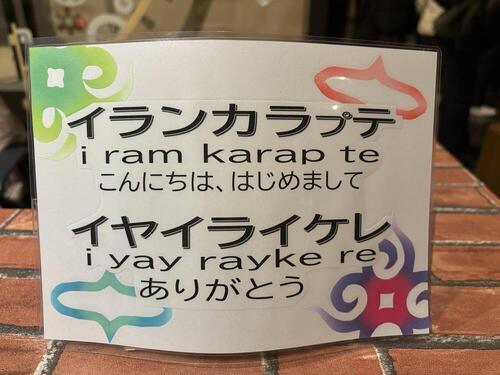 イランカラㇷ゚テ
i ram karap te
こんにちは、はじめまして
イヤイライケレ
i yay rayke re
ありがとう